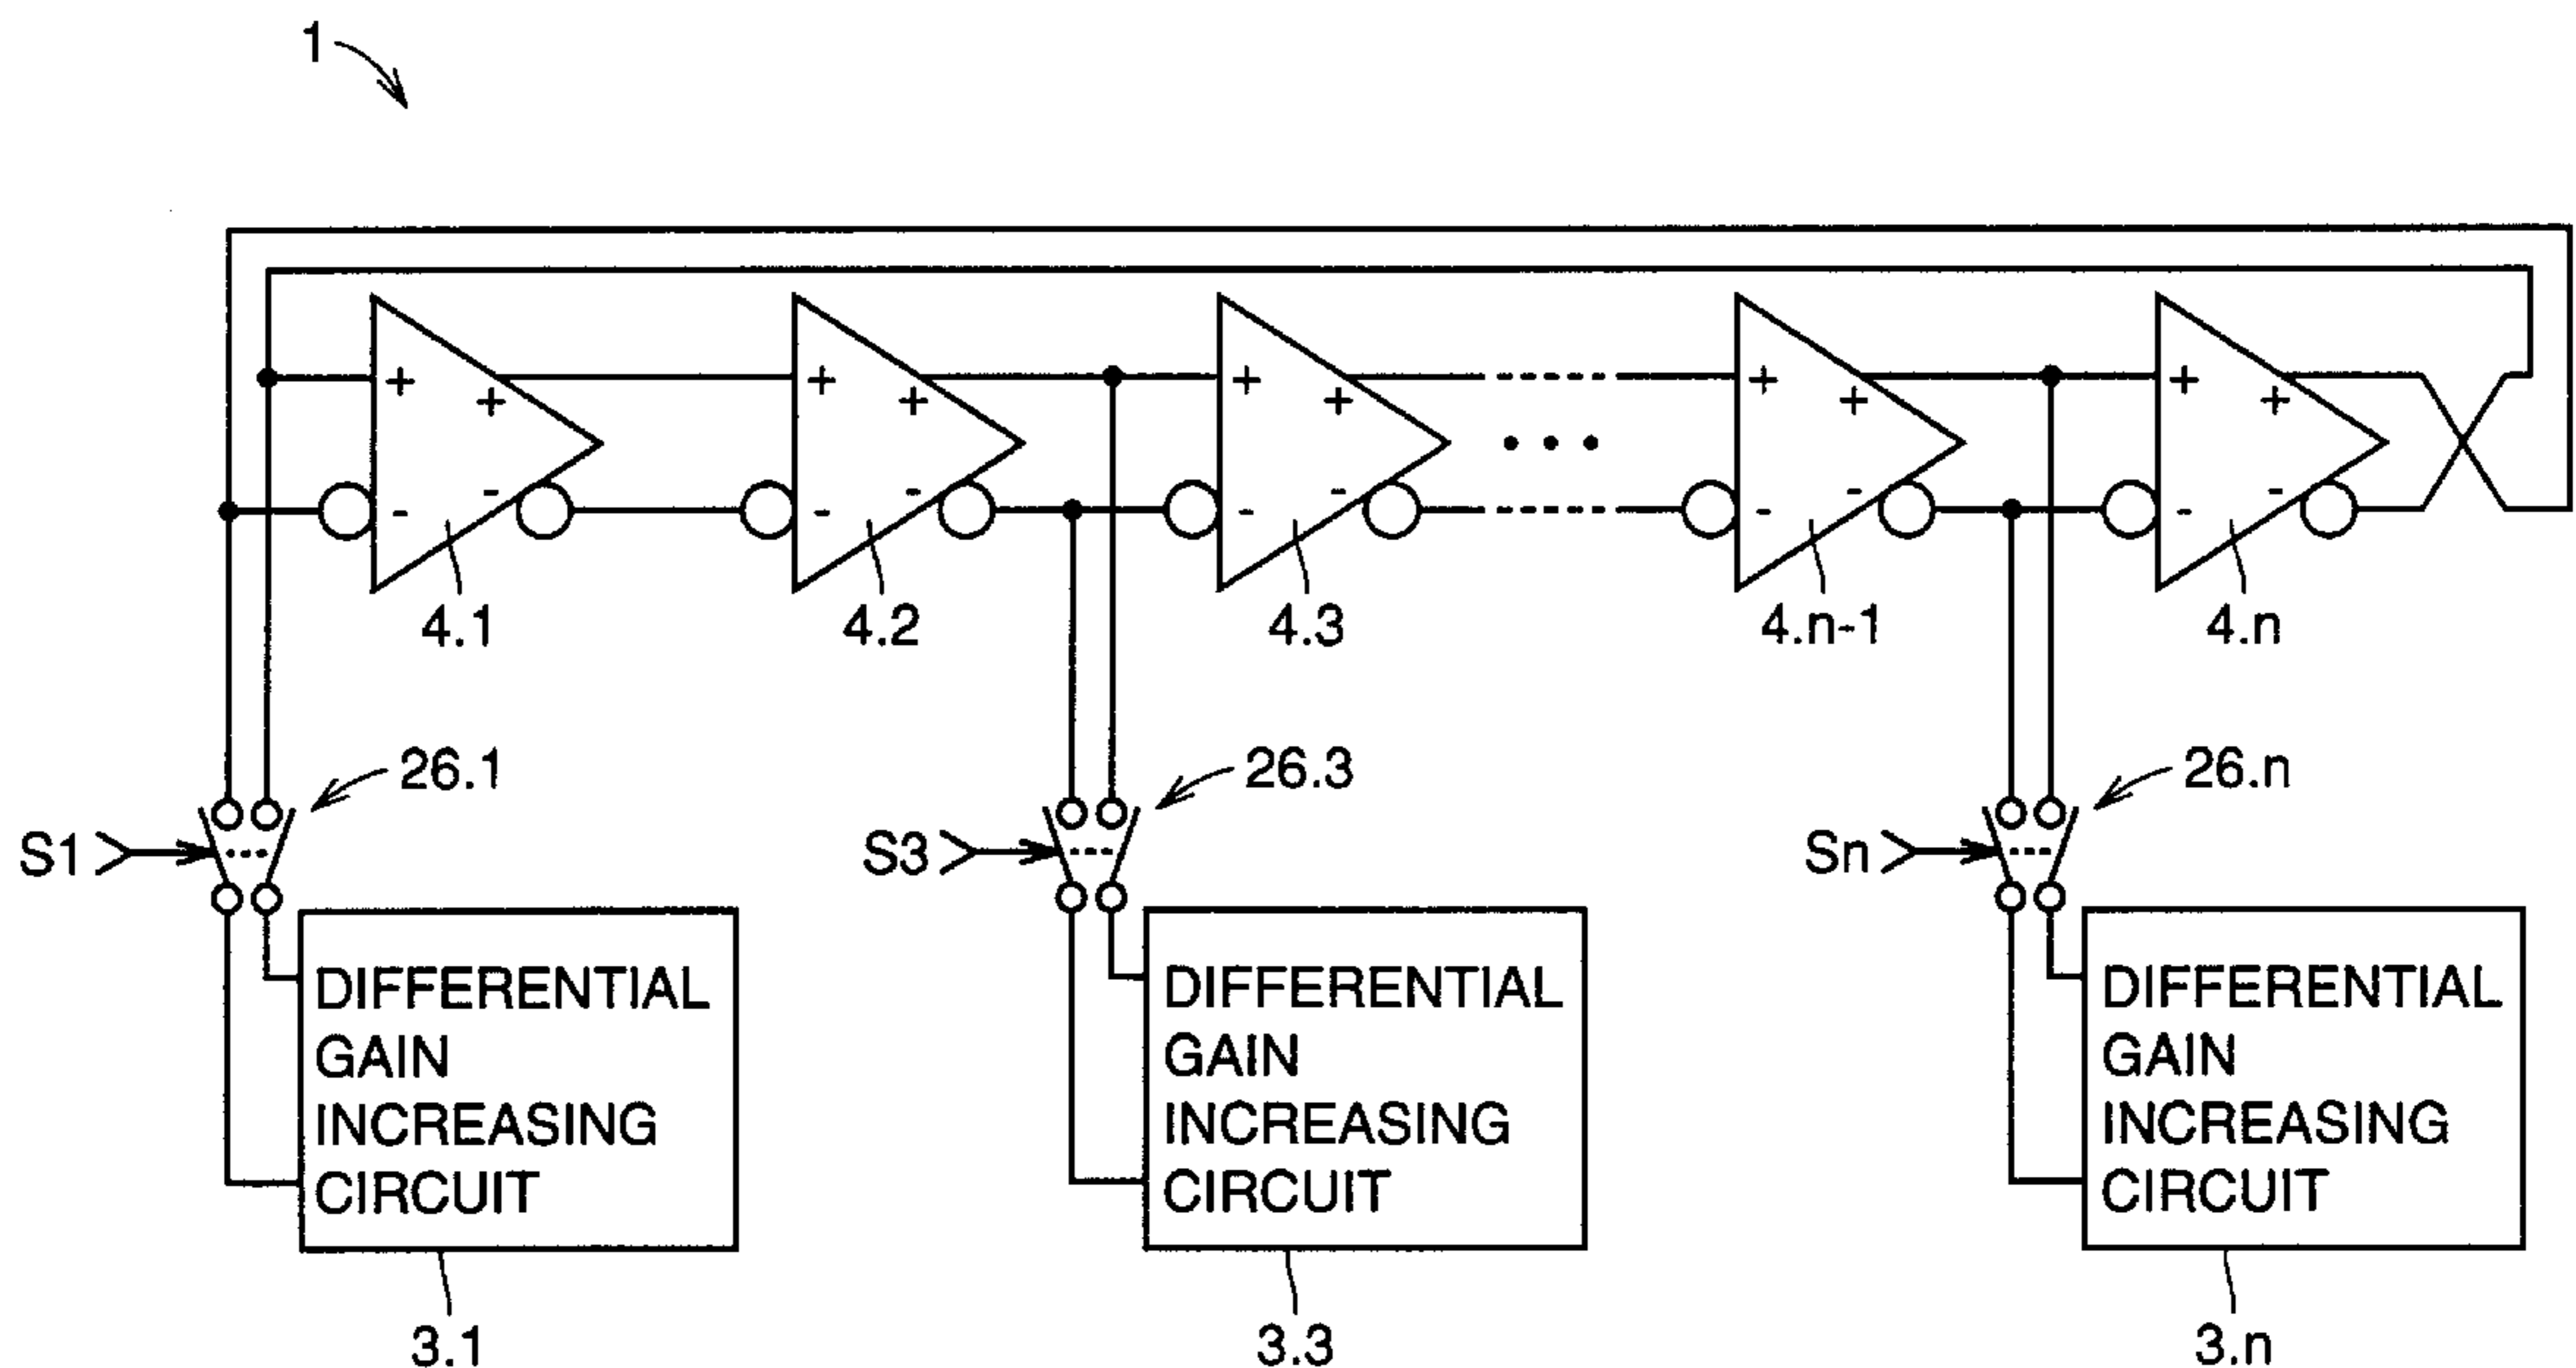 1
+ + + + + + + + + +
- - - - - - - - - -
4.1 4.2 4.3 4.n-1 4.n
26.1 26.3 26.n
S1 S3 Sn
DIFFERENTIAL
GAIN
INCREASING
CIRCUIT
DIFFERENTIAL
GAIN
INCREASING
CIRCUIT
DIFFERENTIAL
GAIN
INCREASING
CIRCUIT
3.1 3.3 3.n